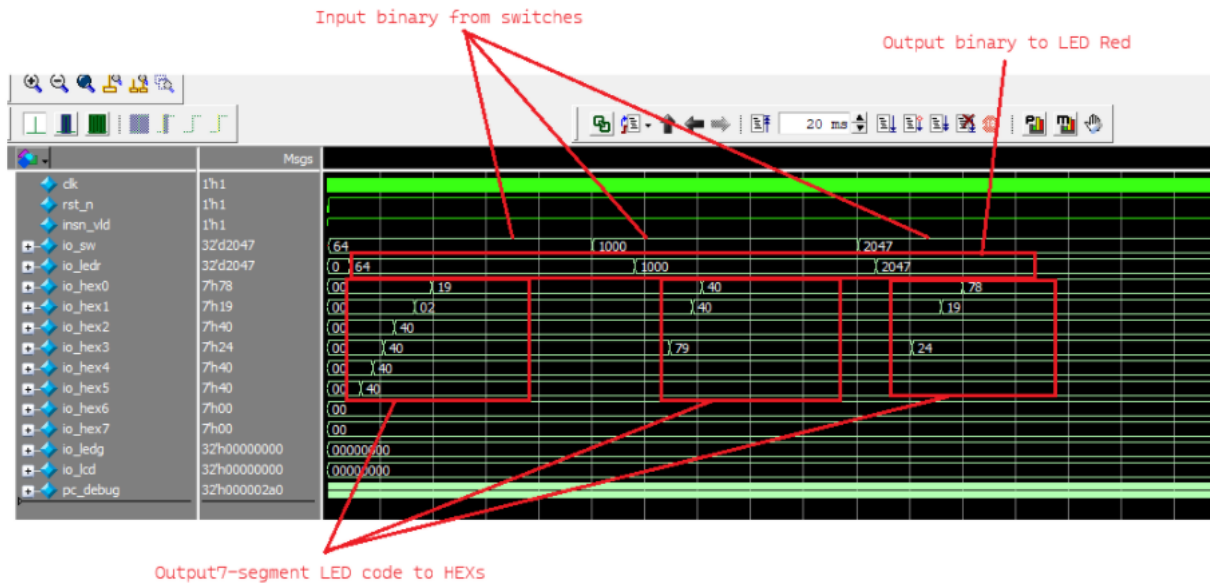 Input binary from switches
Output binary to LED Red
20 ms
Msgs
clk 1'h1
rst_n 1'h1
insn_vld 1'h1
io_sw 32'd2047 64 1000 2047
io_ledr 32'd2047 0 64 1000 2047
io_hex0 7'h78 00 19 40 78
io_hex1 7'h19 00 02 40 19
io_hex2 7'h40 00 40
io_hex3 7'h24 00 40 79 24
io_hex4 7'h40 00 40
io_hex5 7'h40 00 40
io_hex6 7'h00 00
io_hex7 7'h00 00
io_ledg 32'h00000000 00000000
io_lcd 32'h00000000 00000000
pc_debug 32'h000002a0
Output7-segment LED code to HEXs